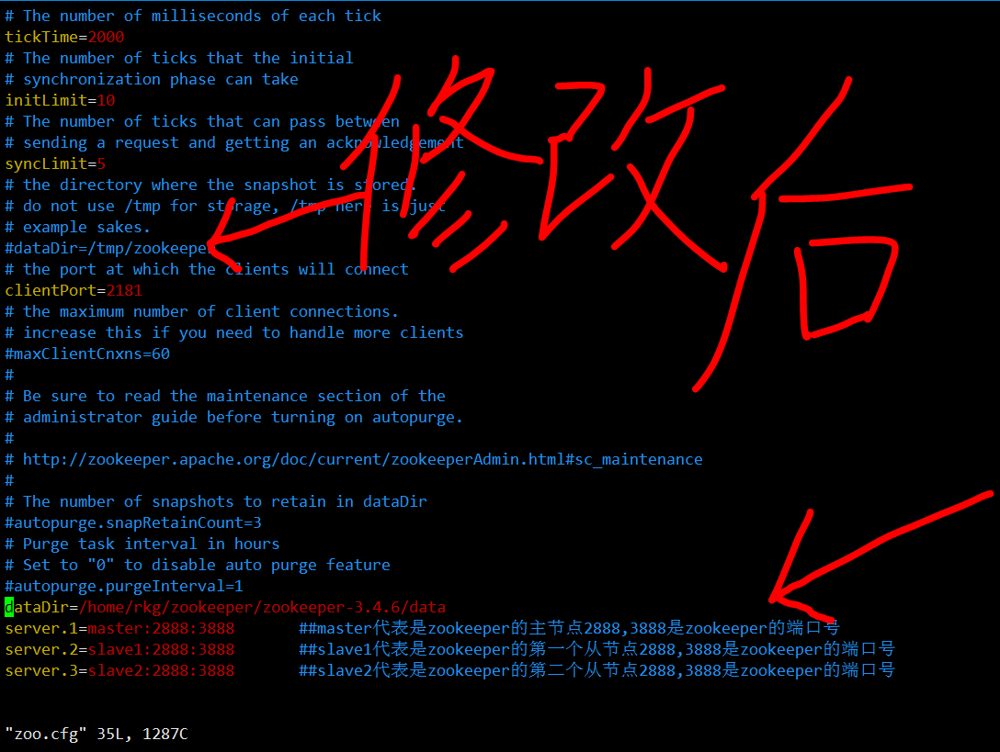 # The number of milliseconds of each tick
tickTime=2000
# The number of ticks that the initial
# synchronization phase can take
initLimit=10
# The number of ticks that can pass between
# sending a request and getting an acknowledgement
syncLimit=5
# the directory where the snapshot is stored.
# do not use /tmp for storage, /tmp here is just
# example sakes.
#dataDir=/tmp/zookeeper
修改后
# the port at which the clients will connect
clientPort=2181
# the maximum number of client connections.
# increase this if you need to handle more clients
#maxClientCnxns=60
#
# Be sure to read the maintenance section of the
# administrator guide before turning on autopurge.
#
# http://zookeeper.apache.org/doc/current/zookeeperAdmin.html#sc_maintenance
#
# The number of snapshots to retain in dataDir
#autopurge.snapRetainCount=3
# Purge task interval in hours
# Set to "0" to disable auto purge feature
#autopurge.purgeInterval=1
dataDir=/home/rkg/zookeeper/zookeeper-3.4.6/data
server.1=master:2888:3888 ##master代表是zookeeper的主节点2888,3888是zookeeper的端口号
server.2=slave1:2888:3888 ##slave1代表是zookeeper的第一个从节点2888,3888是zookeeper的端口号
server.3=slave2:2888:3888 ##slave2代表是zookeeper的第二个从节点2888,3888是zookeeper的端口号
"zoo.cfg" 35L, 1287C